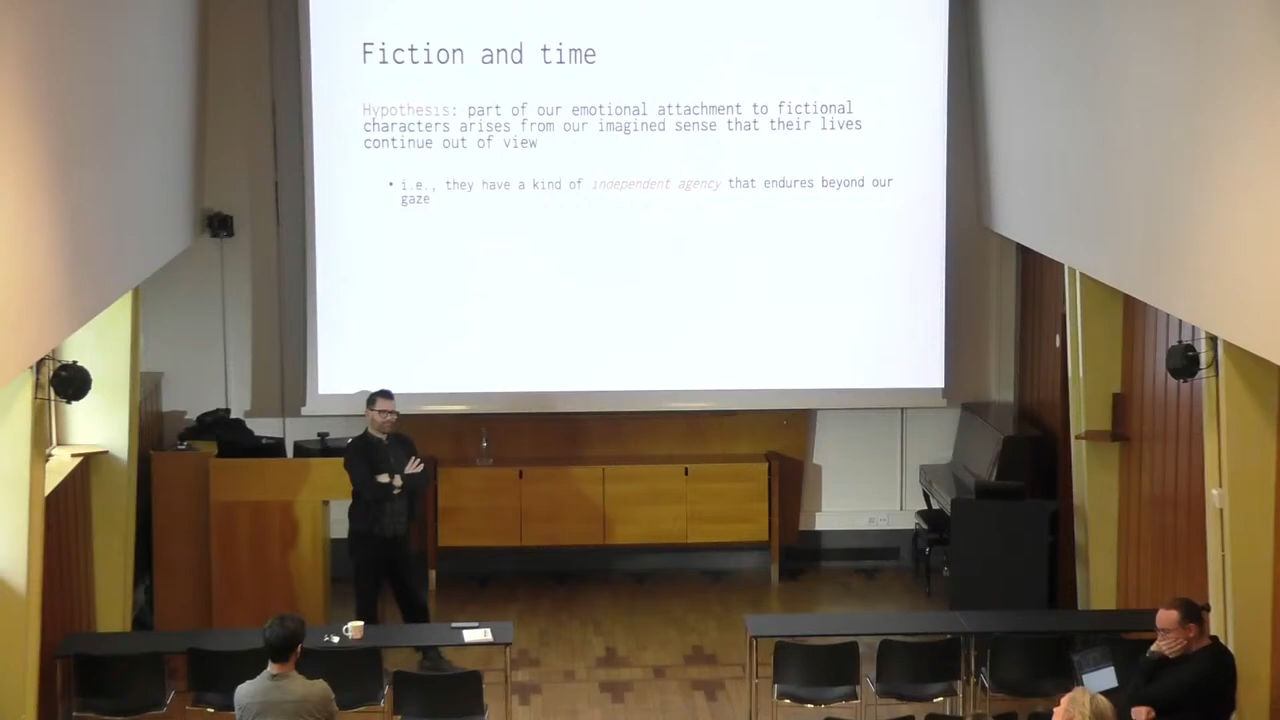 Fiction and time
Hypothesis: part of our emotional attachment to fictional
characters arises from our imagined sense that their lives
continue out of view
• i.e., they have a kind of independent agency that endures beyond our
gaze